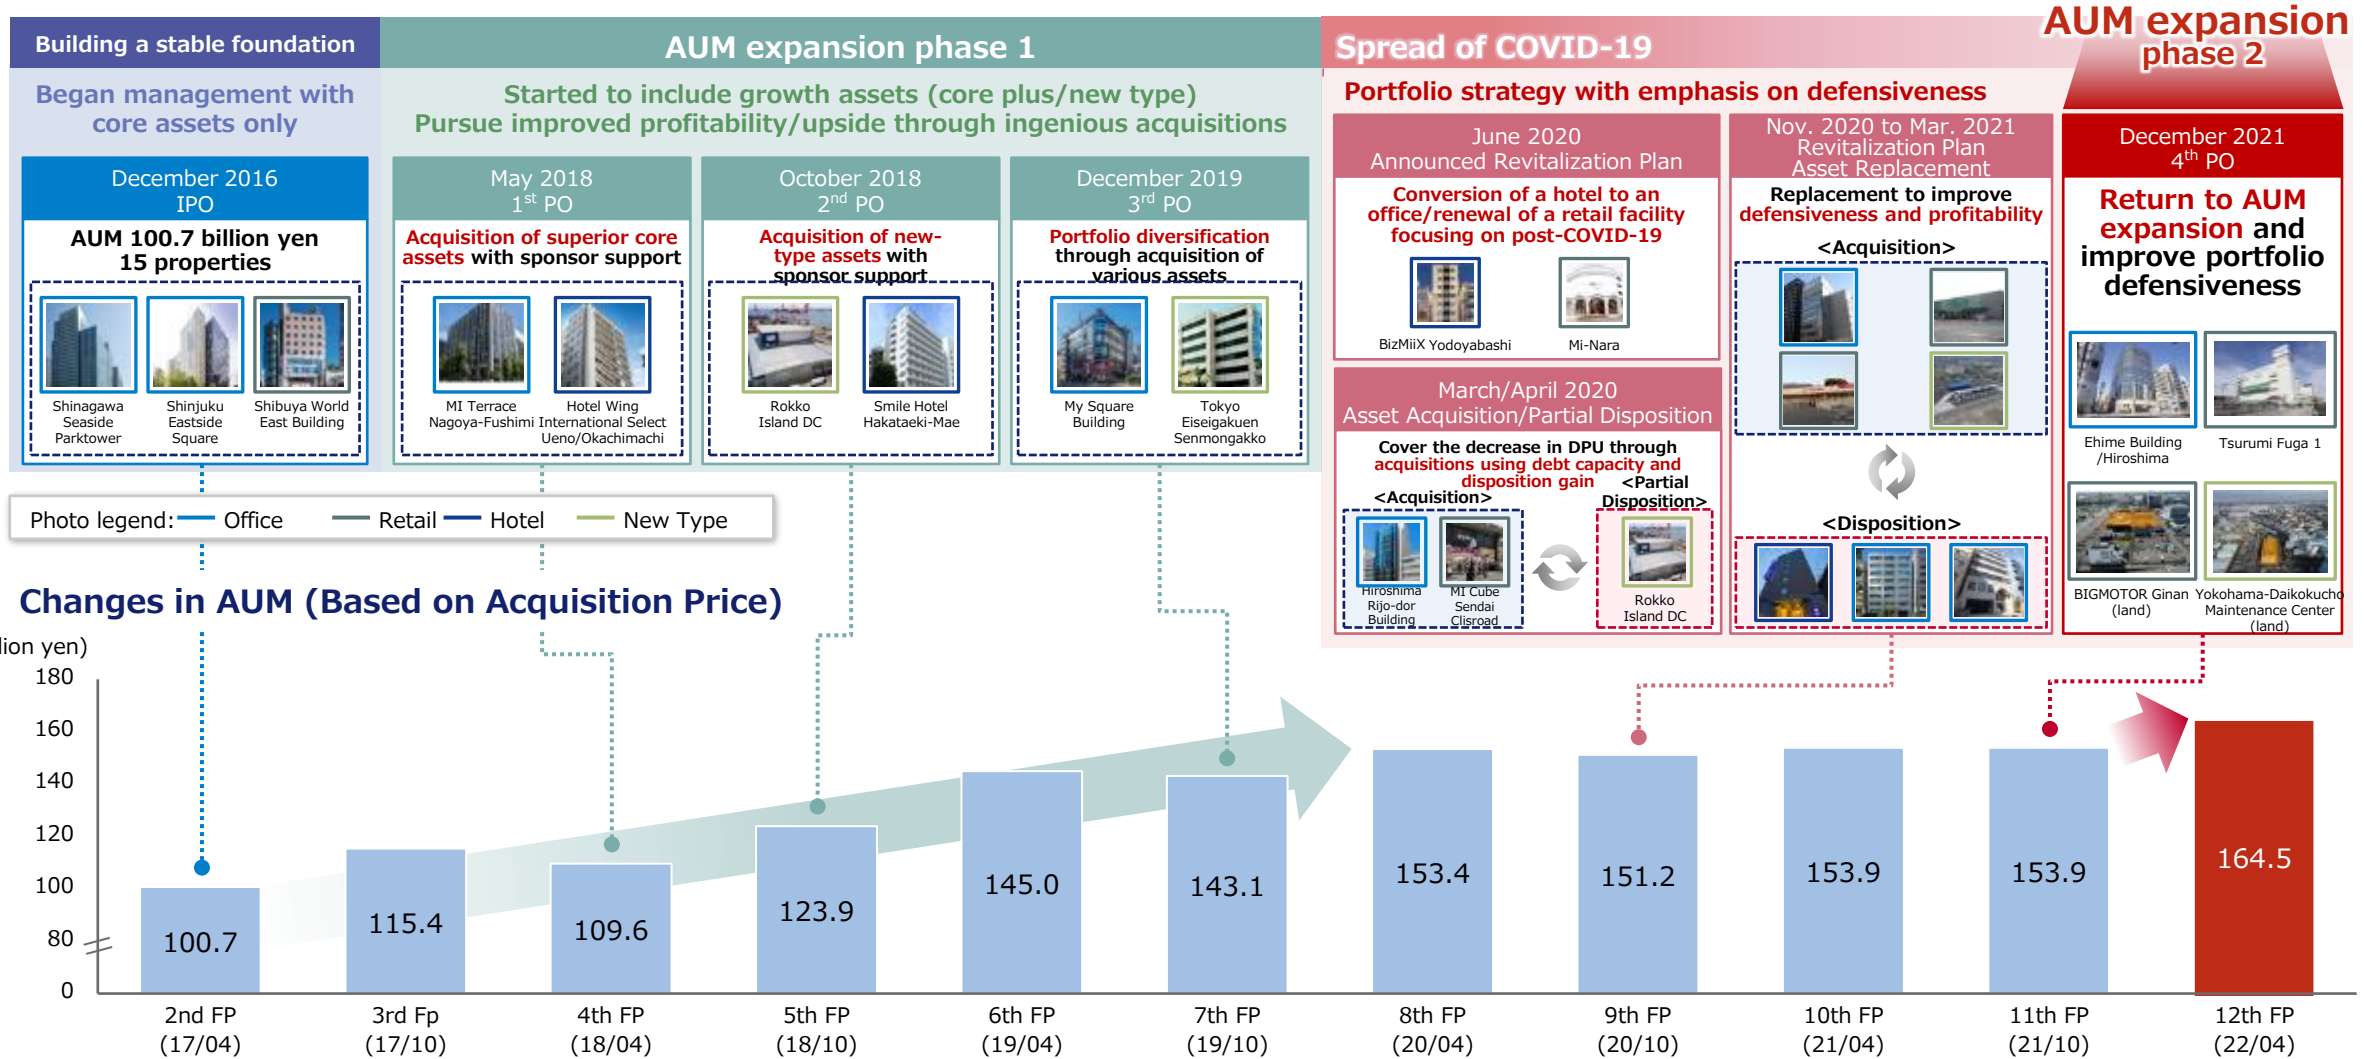 Building a stable foundation
Began management with
core assets only
December 2016
IPO
AUM 100.7 billion yen
15 properties
Shinagawa
Seaside
Parktower
Shinjuku
Eastside
Square
Shibuya World
East Building
AUM expansion phase 1
Started to include growth assets (core plus/new type)
Pursue improved profitability/upside through ingenious acquisitions
May 2018
1st PO
Acquisition of superior core
assets with sponsor support
MI Terrace
Nagoya-Fushimi
Hotel Wing
International Select
Ueno/Okachimachi
October 2018
2nd PO
Acquisition of new-
type assets with
sponsor support
Rokko
Island DC
Smile Hotel
Hakataeki-Mae
December 2019
3rd PO
Portfolio diversification
through acquisition of
various assets
My Square
Building
Tokyo
Eiseigakuen
Senmongakko
Spread of COVID-19
Portfolio strategy with emphasis on defensiveness
June 2020
Announced Revitalization Plan
Conversion of a hotel to an
office/renewal of a retail facility
focusing on post-COVID-19
BizMiiX Yodoyabashi
Mi-Nara
March/April 2020
Asset Acquisition/Partial Disposition
Cover the decrease in DPU through
acquisitions using debt capacity and
disposition gain
<Acquisition>
<Partial
Disposition>
Hiroshima
Rijo-dor
Building
MI Cube
Sendai
Clisroad
Rokko
Island DC
Nov. 2020 to Mar. 2021
Revitalization Plan
Asset Replacement
Replacement to improve
defensiveness and profitability
<Acquisition>
<Disposition>
AUM expansion
phase 2
December 2021
4th PO
Return to AUM
expansion and
improve portfolio
defensiveness
Ehime Building
/Hiroshima
Tsurumi Fuga 1
BIGMOTOR Ginan
(land)
Yokohama-Daikokucho
Maintenance Center
(land)
Photo legend: Office Retail Hotel New Type
Changes in AUM (Based on Acquisition Price)
lion yen)
180
160
140
120
100
80
0
100.7
115.4
109.6
123.9
145.0
143.1
153.4
151.2
153.9
153.9
164.5
2nd FP
(17/04)
3rd Fp
(17/10)
4th FP
(18/04)
5th FP
(18/10)
6th FP
(19/04)
7th FP
(19/10)
8th FP
(20/04)
9th FP
(20/10)
10th FP
(21/04)
11th FP
(21/10)
12th FP
(22/04)